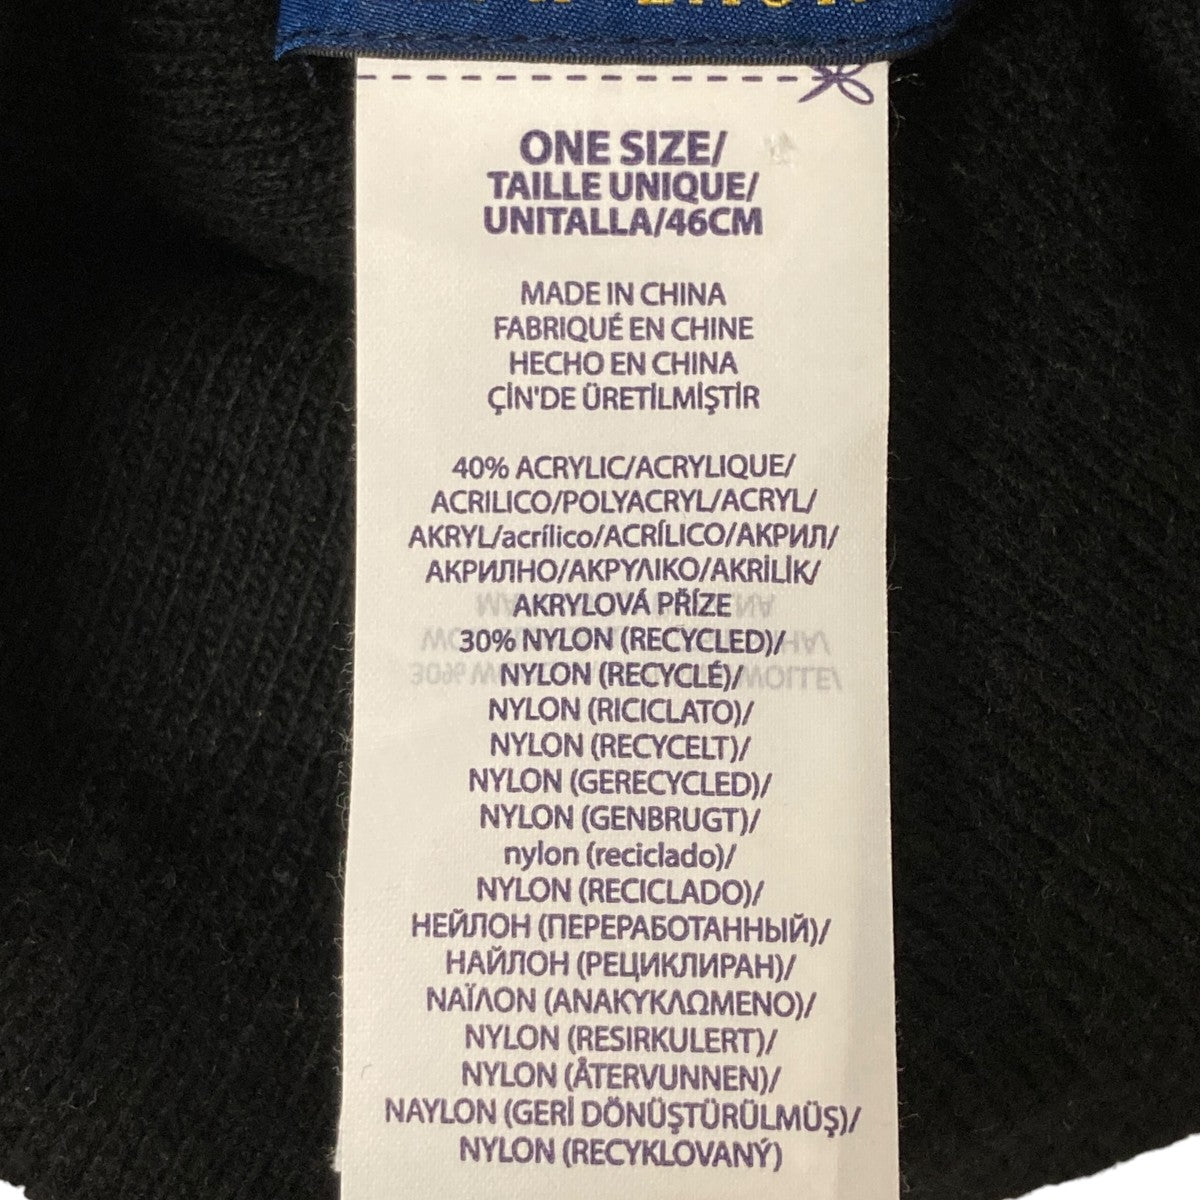 ONE SIZE/
TAILLE UNIQUE/
UNITALLA/46CM
MADE IN CHINA
FABRIQUÉ EN CHINE
HECHO EN CHINA
ÇİN'DE ÜRETİLMİŞTİR
40% ACRYLIC/ACRYLIQUE/
ACRILICO/POLYACRYL/ACRYL/
AKRYL/acrílico/ACRÍLICO/АКРИЛ/
АКРИЛНО/ΑΚΡΥΛΙΚΟ/AKRİLİK/
AKRYLOVÁ PŘÍZE
30% NYLON (RECYCLED)/
NYLON (RECYCLÉ)/
NYLON (RICICLATO)/
NYLON (RECYCELT)/
NYLON (GERECYCLED)/
NYLON (GENBRUGT)/
nylon (reciclado)/
NYLON (RECICLADO)/
НЕЙЛОН (ПЕРЕРАБОТАННЫЙ)/
НАЙЛОН (РЕЦИКЛИРАН)/
ΝΑΪΛΟΝ (ΑΝΑΚΥΚΛΩΜΕΝΟ)/
NYLON (RESIRKULERT)/
NYLON (ÅTERVUNNEN)/
NAYLON (GERİ DÖNÜŞTÜRÜLMÜŞ)/
NYLON (RECYKLOVANÝ)